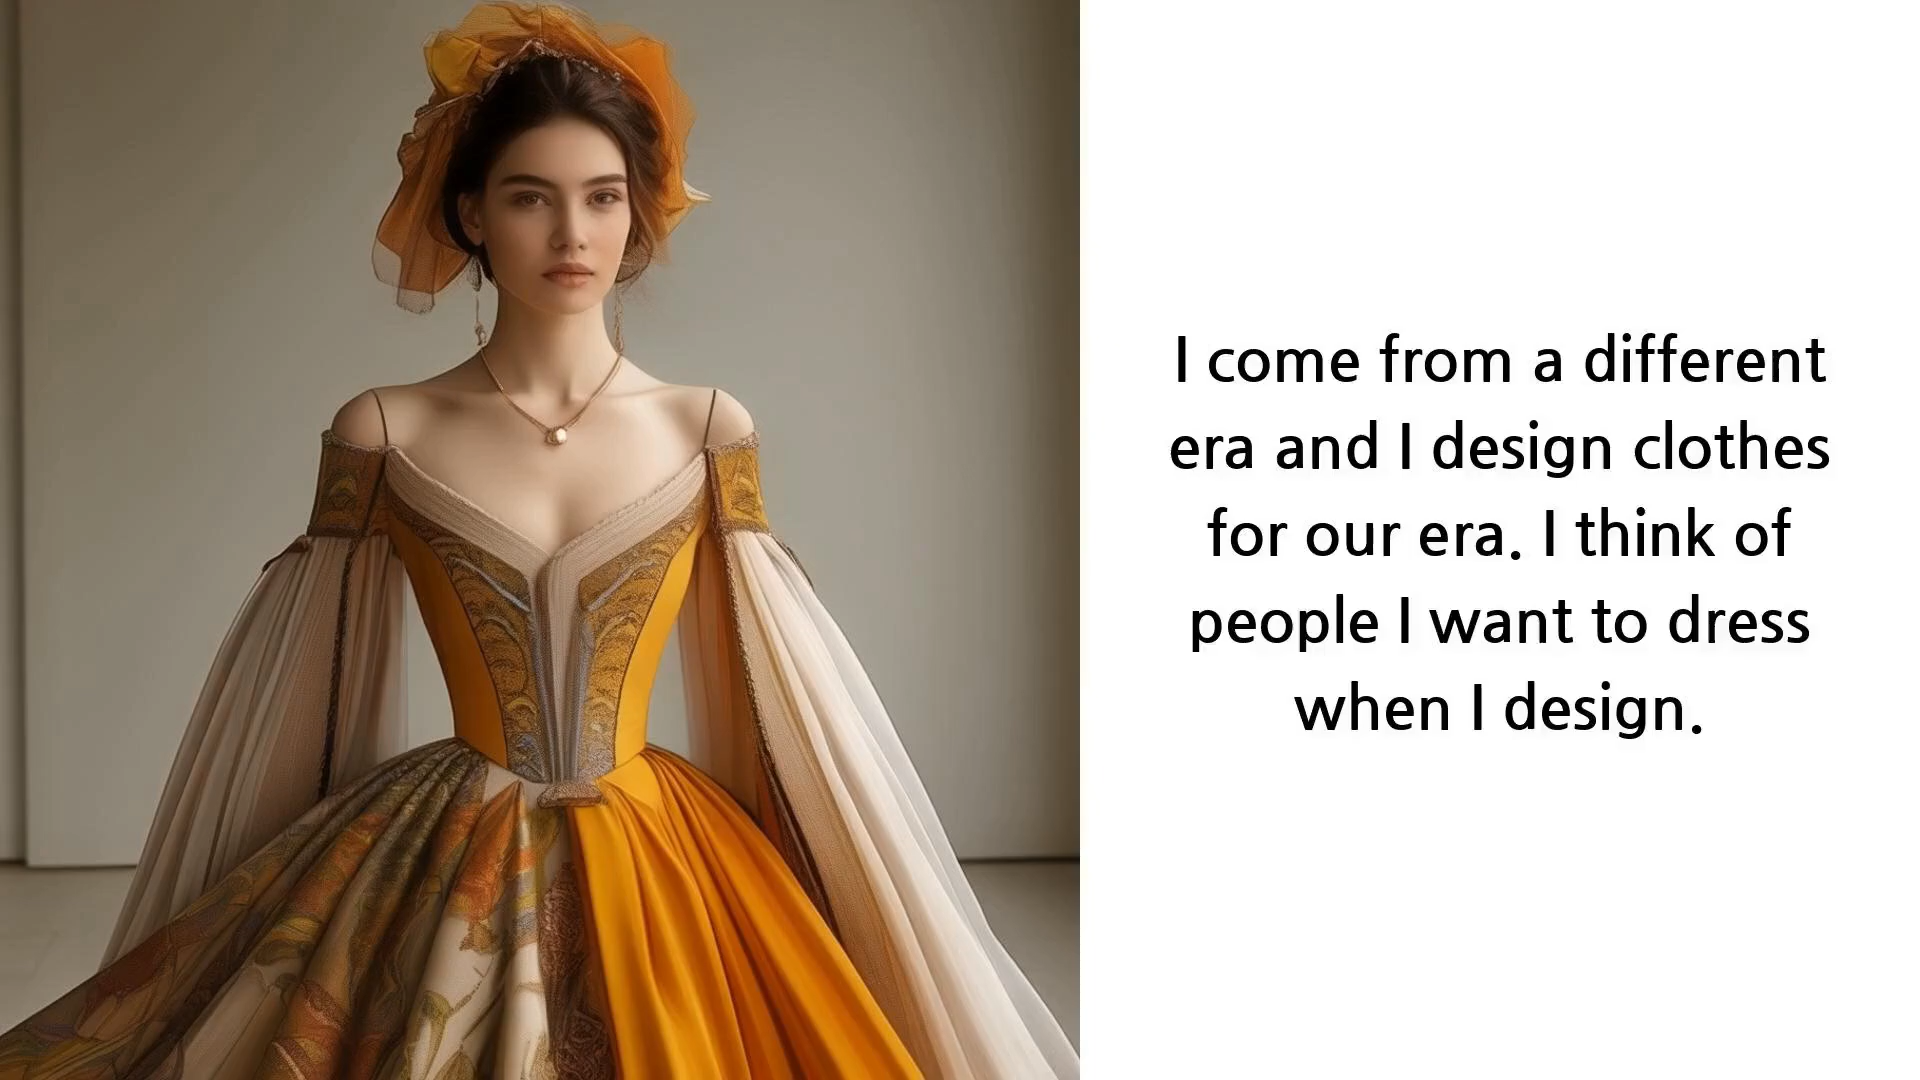 I come from a different
era and I design clothes
for our era. I think of
people I want to dress
when I design.